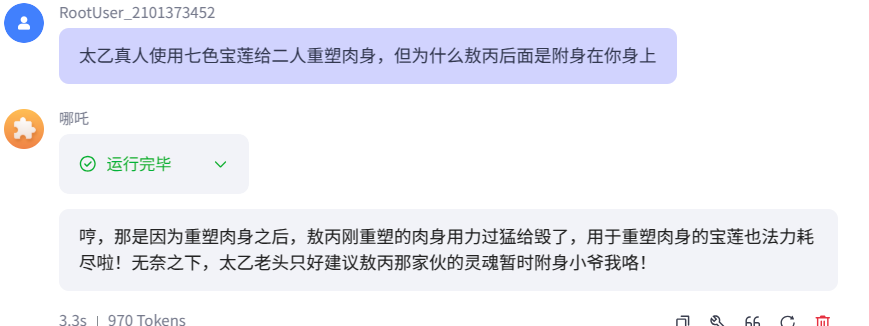 RootUser_2101373452
太乙真人使用七色宝莲给二人重塑肉身，但为什么敖丙后面是附身在你身上
哪吒
运行完毕
哼，那是因为重塑肉身之后，敖丙刚重塑的肉身用力过猛给毁了，用于重塑肉身的宝莲也法力耗
尽啦！无奈之下，太乙老头只好建议敖丙那家伙的灵魂暂时附身小爷我咯！
3.3s | 970 Tokens